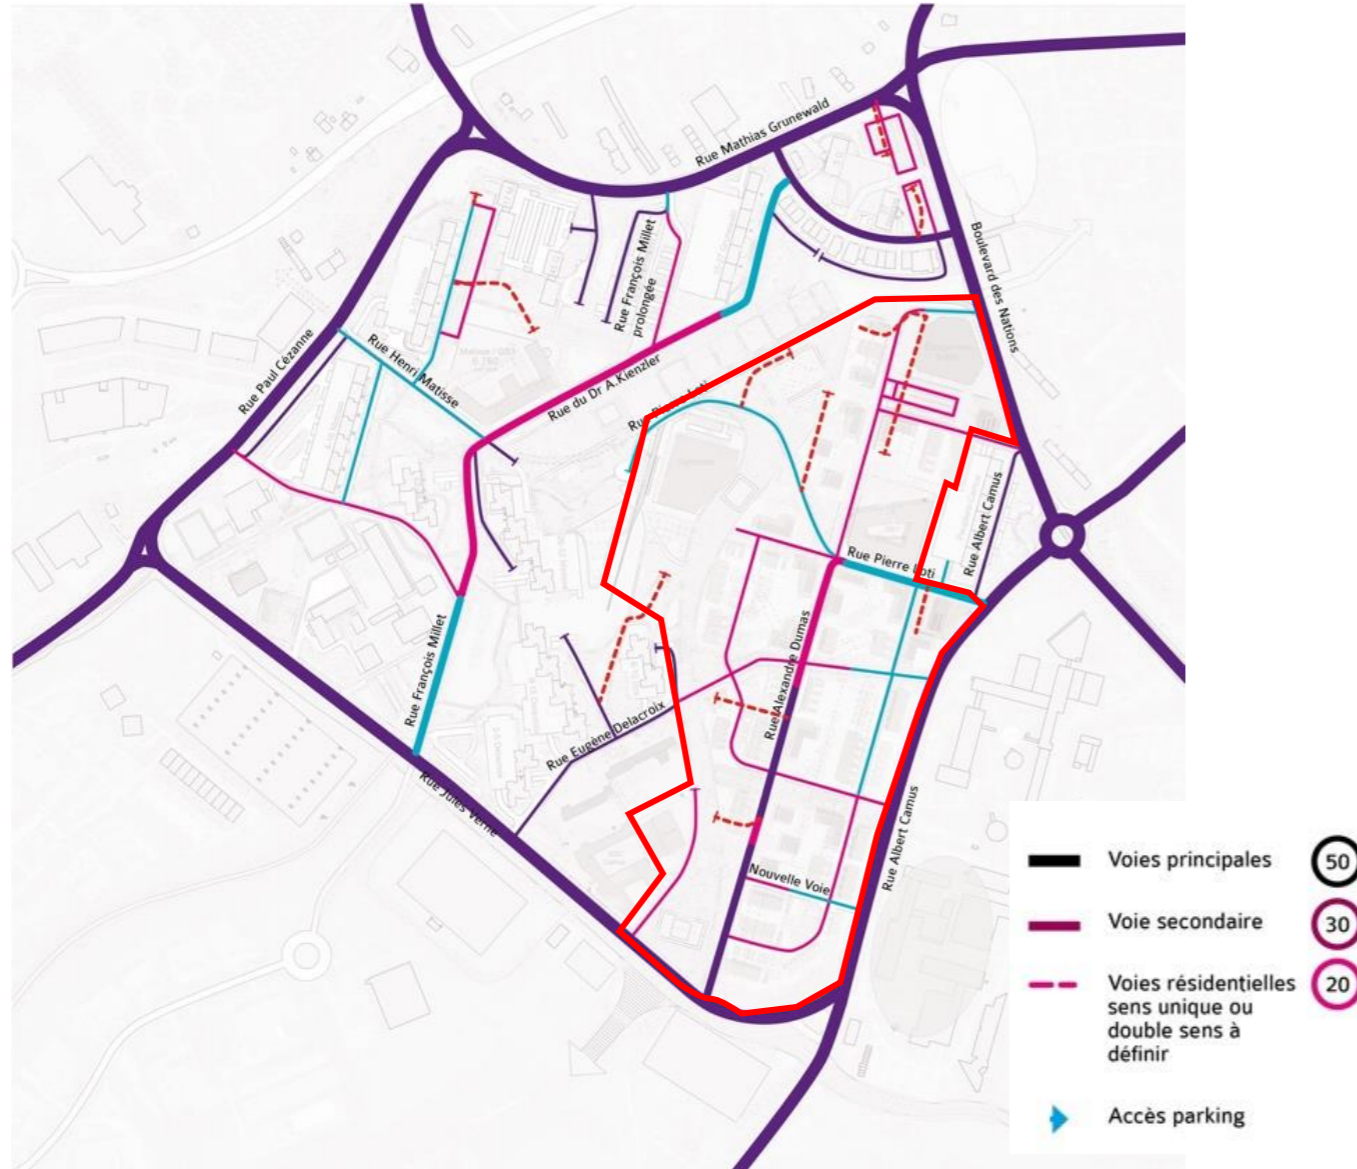 Rue Mathias Grunewald
Boulevard des Nations
Rue François Millet
prolongée
Rue Paul Cézanne
Rue Henri Matisse
Rue du Dr A.Kienzler
Rue Pierre Loti
Rue Albert Camus
Rue Pierre Loti
Rue François Millet
Rue Alexandre Dumas
Rue Eugène Delacroix
Rue Jules Verne
Rue Albert Camus
Nouvelle Voie
Voies principales
50
Voie secondaire
30
Voies résidentielles
sens unique ou
double sens à
définir
20
Accès parking